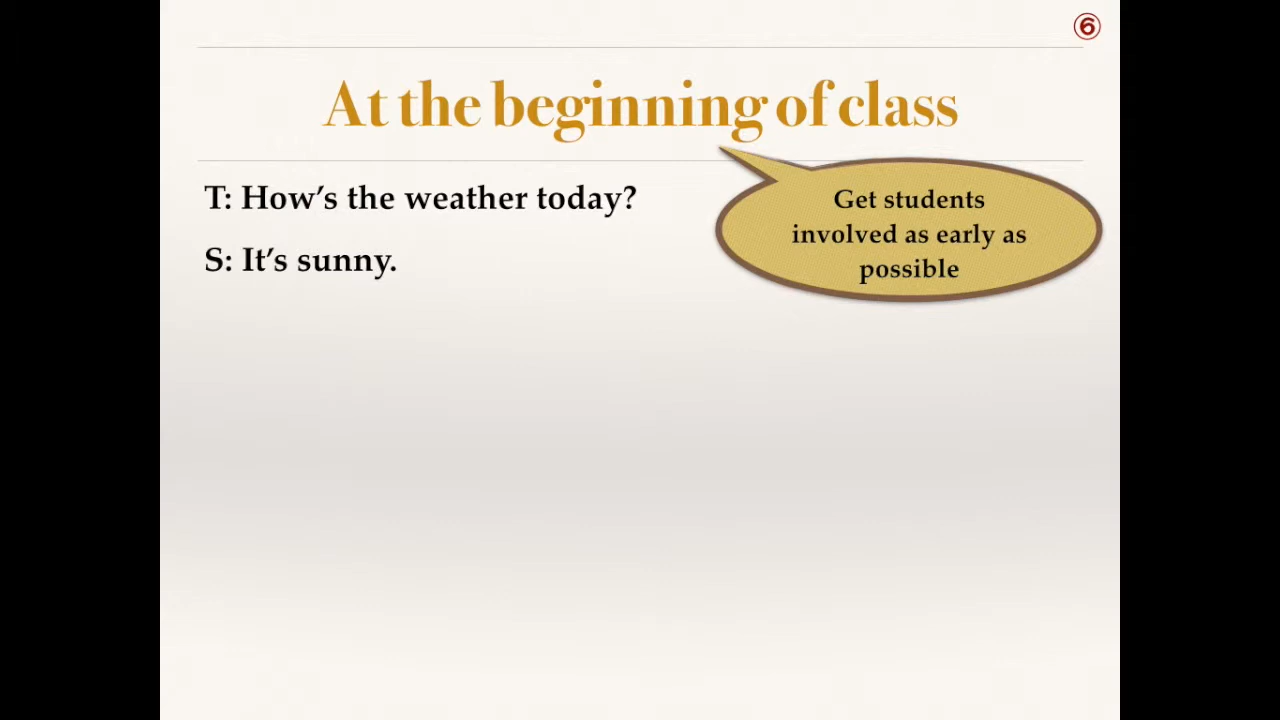 ⑥
At the beginning of class
T: How’s the weather today?
S: It’s sunny.
Get students
involved as early as
possible